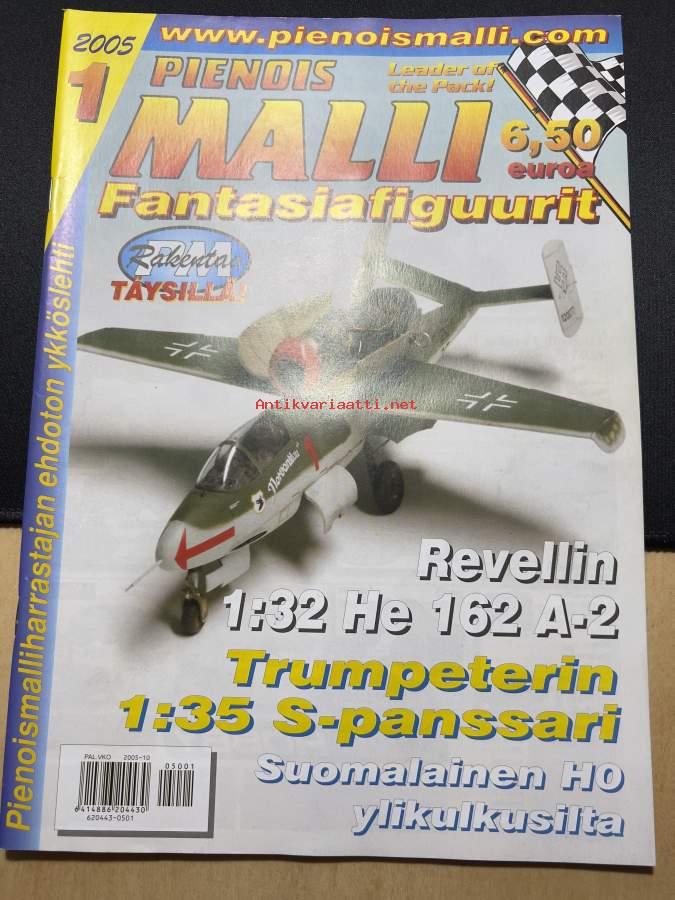 2005
1
www.pienoismalli.com
PIENOIS
MALLI
Leader of
the Pack!
6,50
euroa
Fantasiafiguurit
PM
Rakentaa
TÄYSILLÄ!
Pienoismalliharrastajan ehdoton ykköslehti
Antikvariaatti.net
1
Revellin
1:32 He 162 A-2
Trumpeterin
1:35 S-panssari
Suomalainen H0
ylikulkusilta
PAL.VKO 2005-10
05001
6 414886 204430
620443-0501